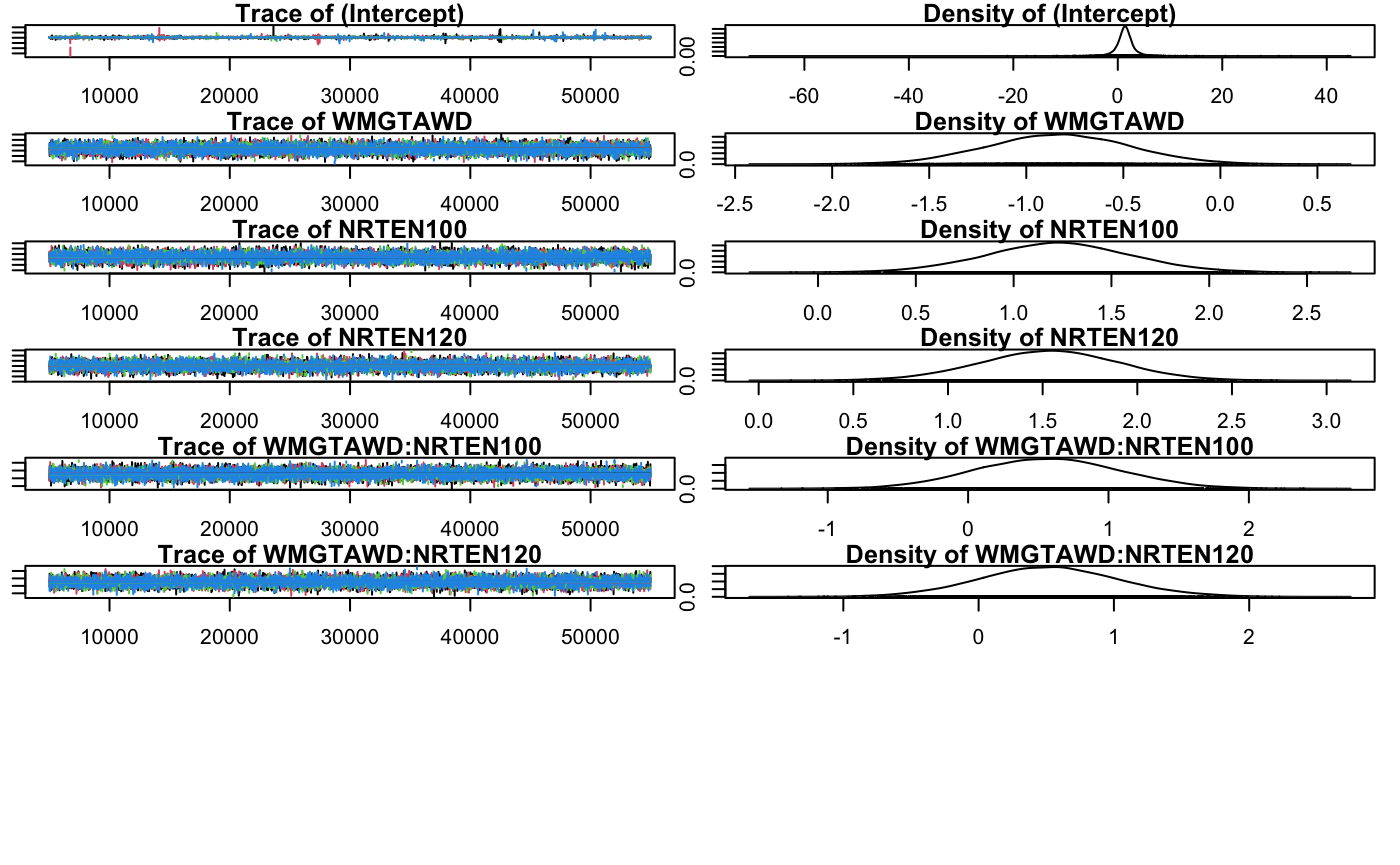 Trace of (Intercept)
Density of (Intercept)
0.00
10000 20000 30000 40000 50000
-60 -40 -20 0 20 40
Trace of WMGTAWD
Density of WMGTAWD
0.0
10000 20000 30000 40000 50000
-2.5 -2.0 -1.5 -1.0 -0.5 0.0 0.5
Trace of NRTEN100
Density of NRTEN100
0.0
10000 20000 30000 40000 50000
0.0 0.5 1.0 1.5 2.0 2.5
Trace of NRTEN120
Density of NRTEN120
0.0
10000 20000 30000 40000 50000
0.0 0.5 1.0 1.5 2.0 2.5 3.0
Trace of WMGTAWD:NRTEN100
Density of WMGTAWD:NRTEN100
0.0
10000 20000 30000 40000 50000
-1 0 1 2
Trace of WMGTAWD:NRTEN120
Density of WMGTAWD:NRTEN120
0.0
10000 20000 30000 40000 50000
-1 0 1 2